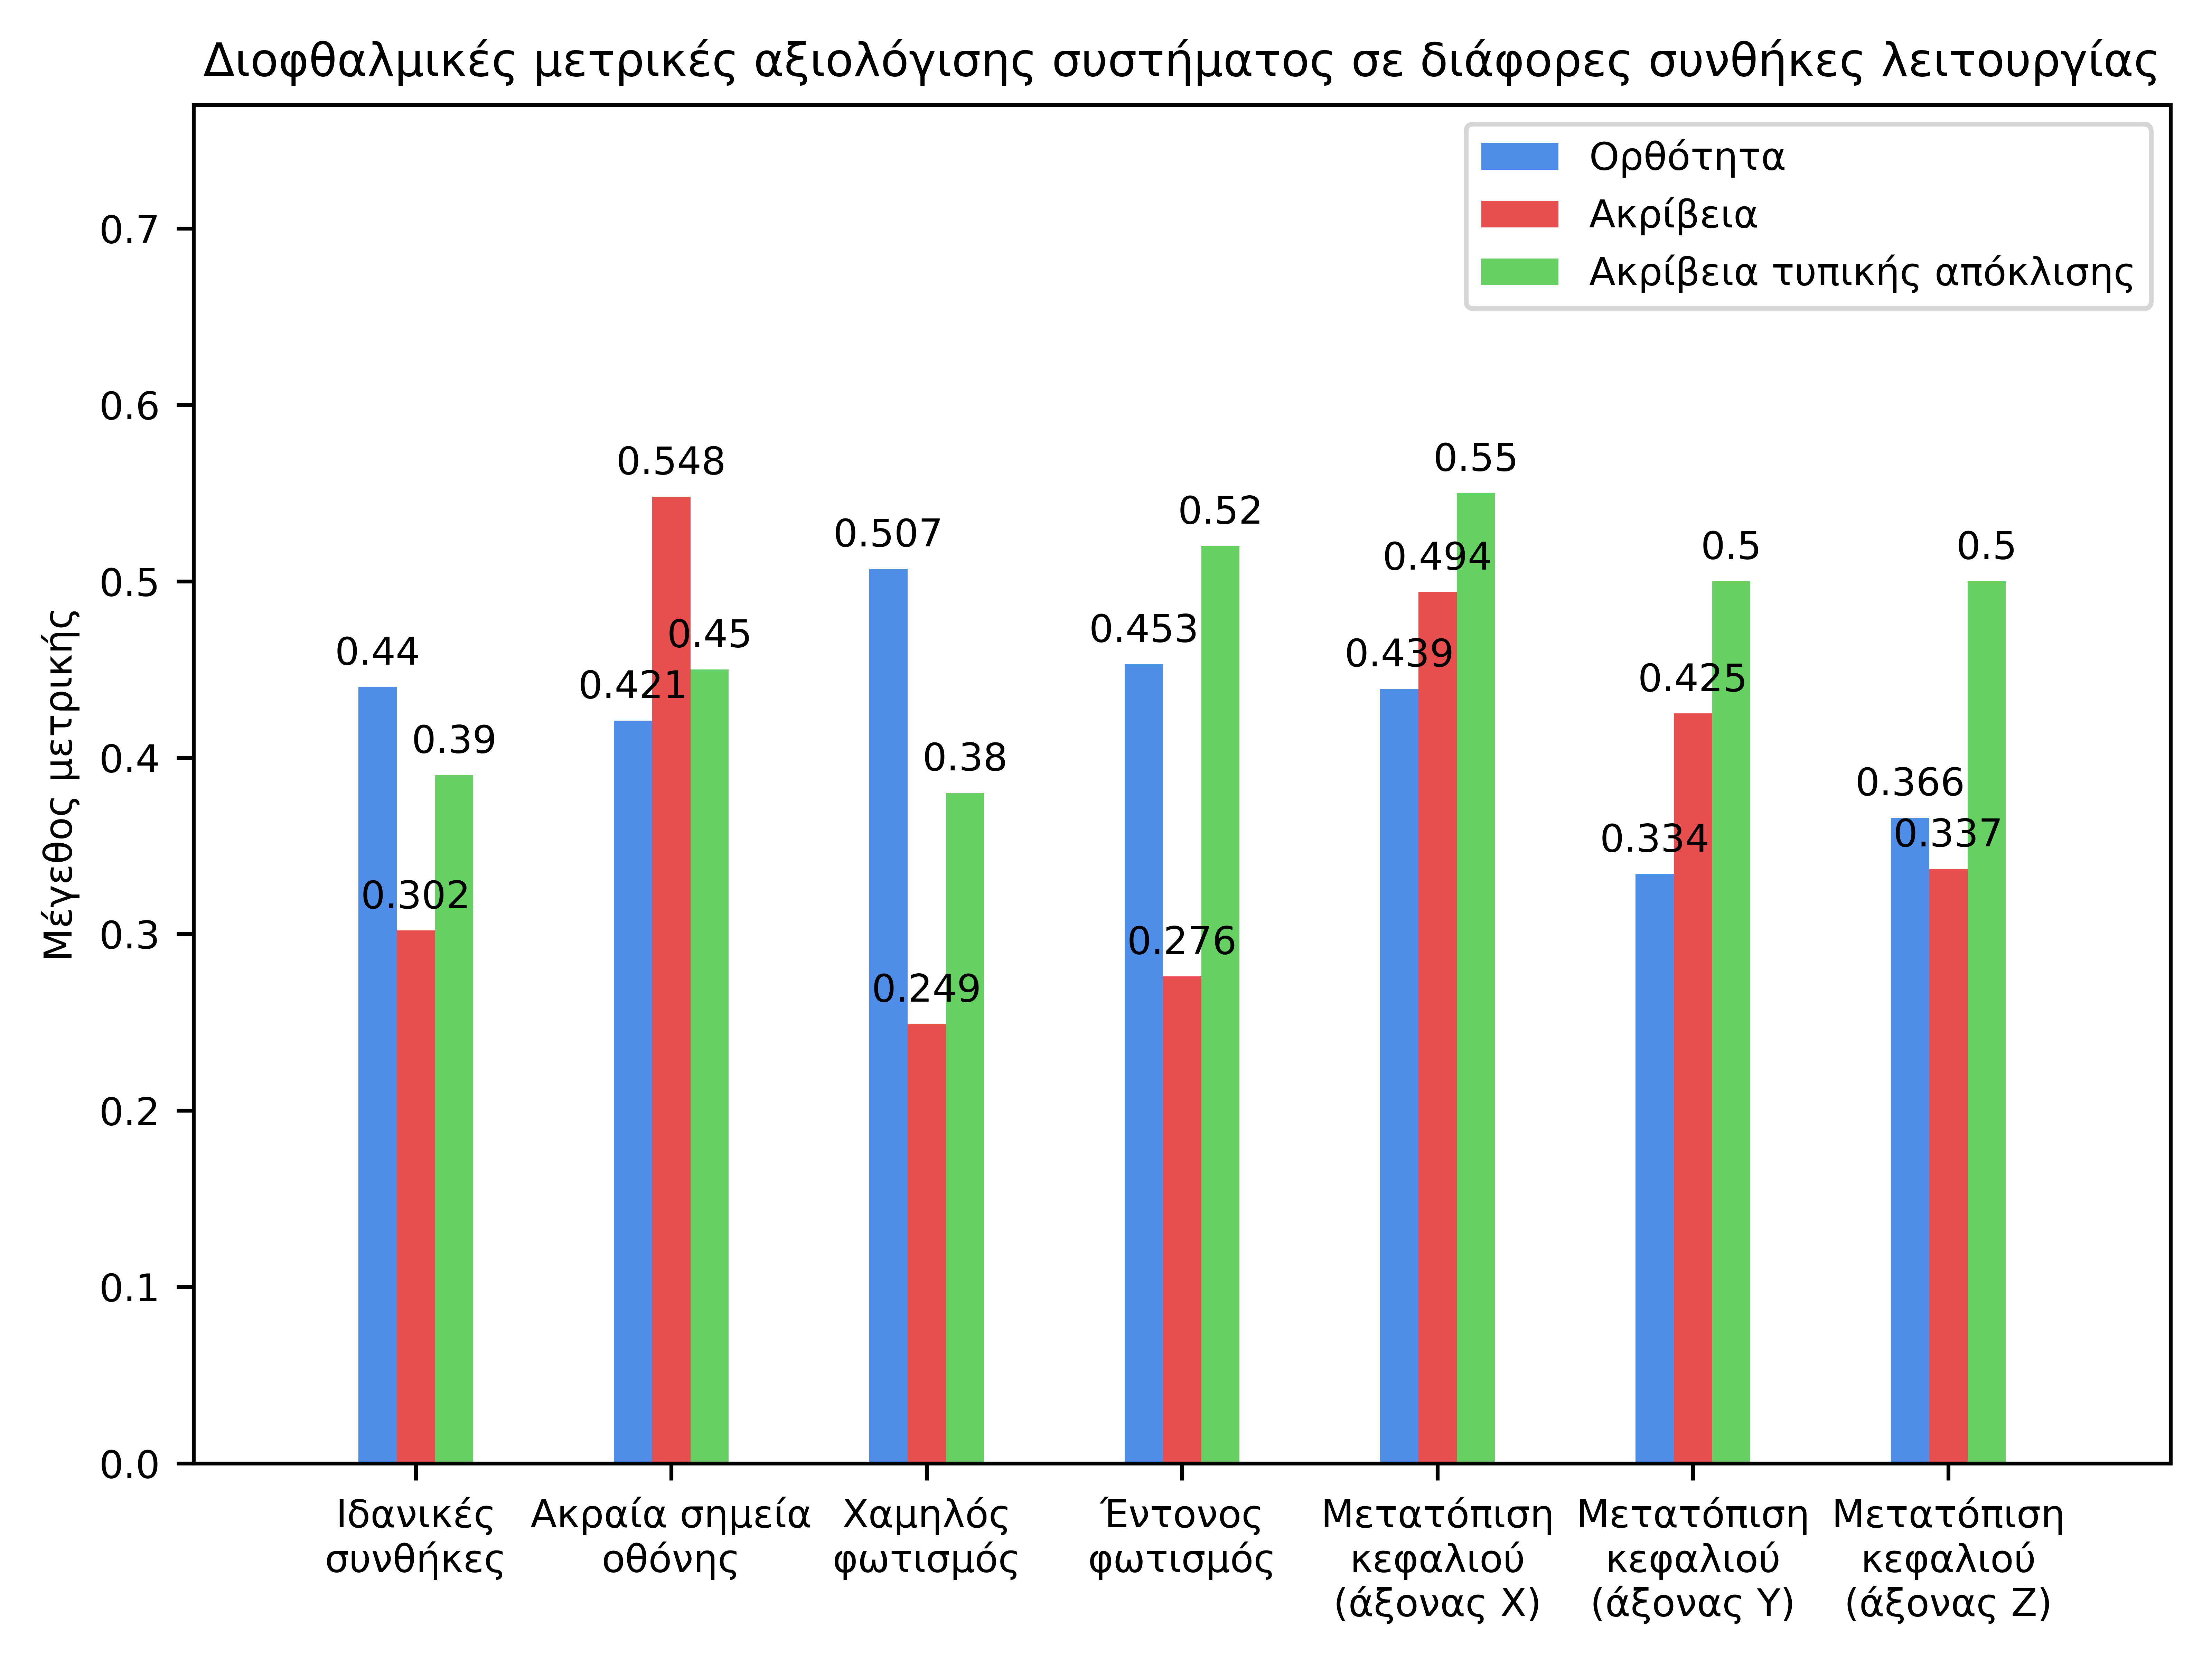 Διοφθαλμικές μετρικές αξιολόγισης συστήματος σε διάφορες συνθήκες λειτουργίας
Ορθότητα
Ακρίβεια
Ακρίβεια τυπικής απόκλισης
Μέγεθος μετρικής
0.7
0.6
0.5
0.4
0.3
0.2
0.1
0.0
0.44
0.302
0.39
0.421
0.548
0.45
0.507
0.249
0.38
0.453
0.276
0.52
0.439
0.494
0.55
0.334
0.425
0.5
0.366
0.337
0.5
Ιδανικές
συνθήκες
Ακραία σημεία
οθόνης
Χαμηλός
φωτισμός
Έντονος
φωτισμός
Μετατόπιση
κεφαλιού
(άξονας X)
Μετατόπιση
κεφαλιού
(άξονας Y)
Μετατόπιση
κεφαλιού
(άξονας Z)